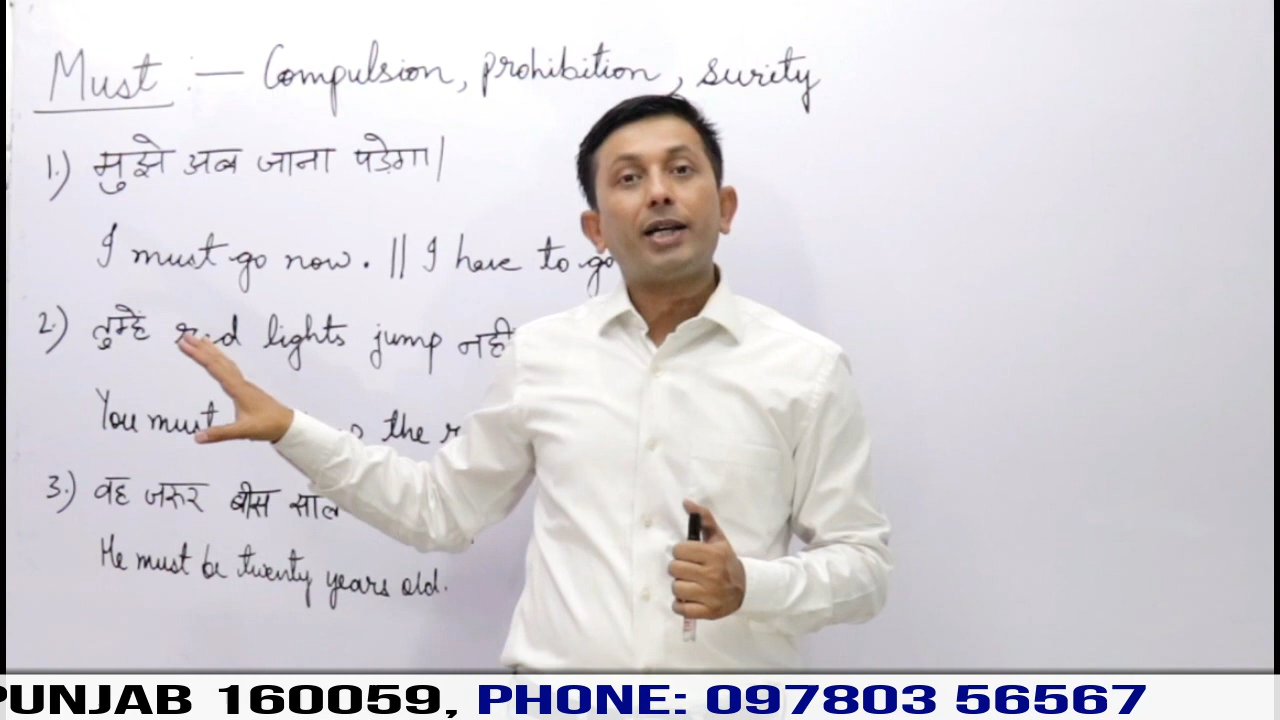 Must :— Compulsion, prohibition, surity
1.) मुझे अब जाना पड़ेगा।
I must go now. || I have to go
2.) तुम्हें red lights jump नहीं
You must the
3.) वह जरूर बीस साल
He must be twenty years old.
PUNJAB 160059, PHONE: 097803 56567